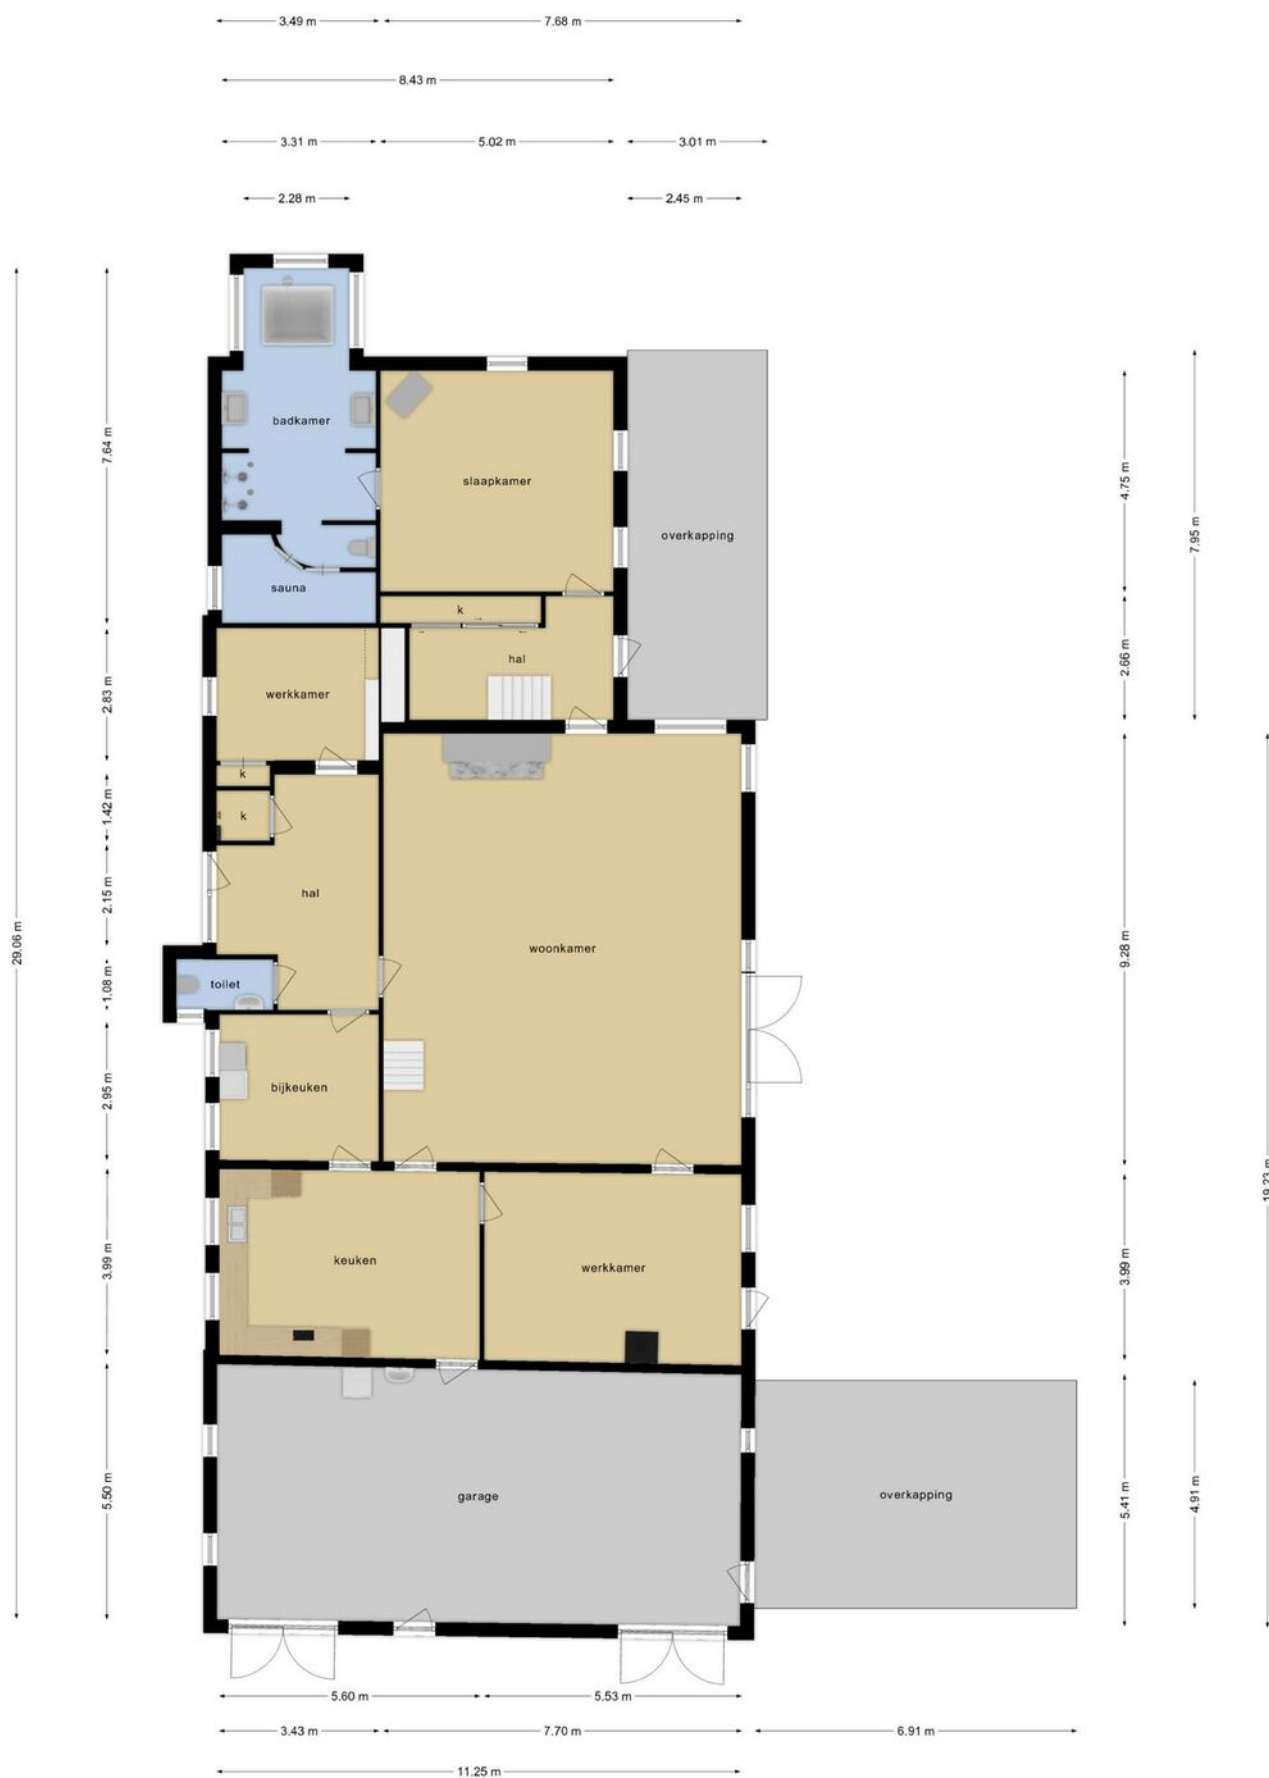 3.49 m 7.68 m
8.43 m
3.31 m 5.02 m 3.01 m
2.28 m 2.45 m
badkamer
7.64 m
4.75 m
slaapkamer
overkapping
7.95 m
sauna
k
hal
2.66 m
werkkamer
2.83 m
k
k
1.42 m
hal
2.15 m
29.06 m
woonkamer
9.28 m
toilet
1.08 m
bijkeuken
2.95 m
19.23 m
keuken
werkkamer
3.99 m
3.99 m
garage
overkapping
5.50 m
5.41 m
4.91 m
5.60 m 5.53 m
3.43 m 7.70 m 6.91 m
11.25 m